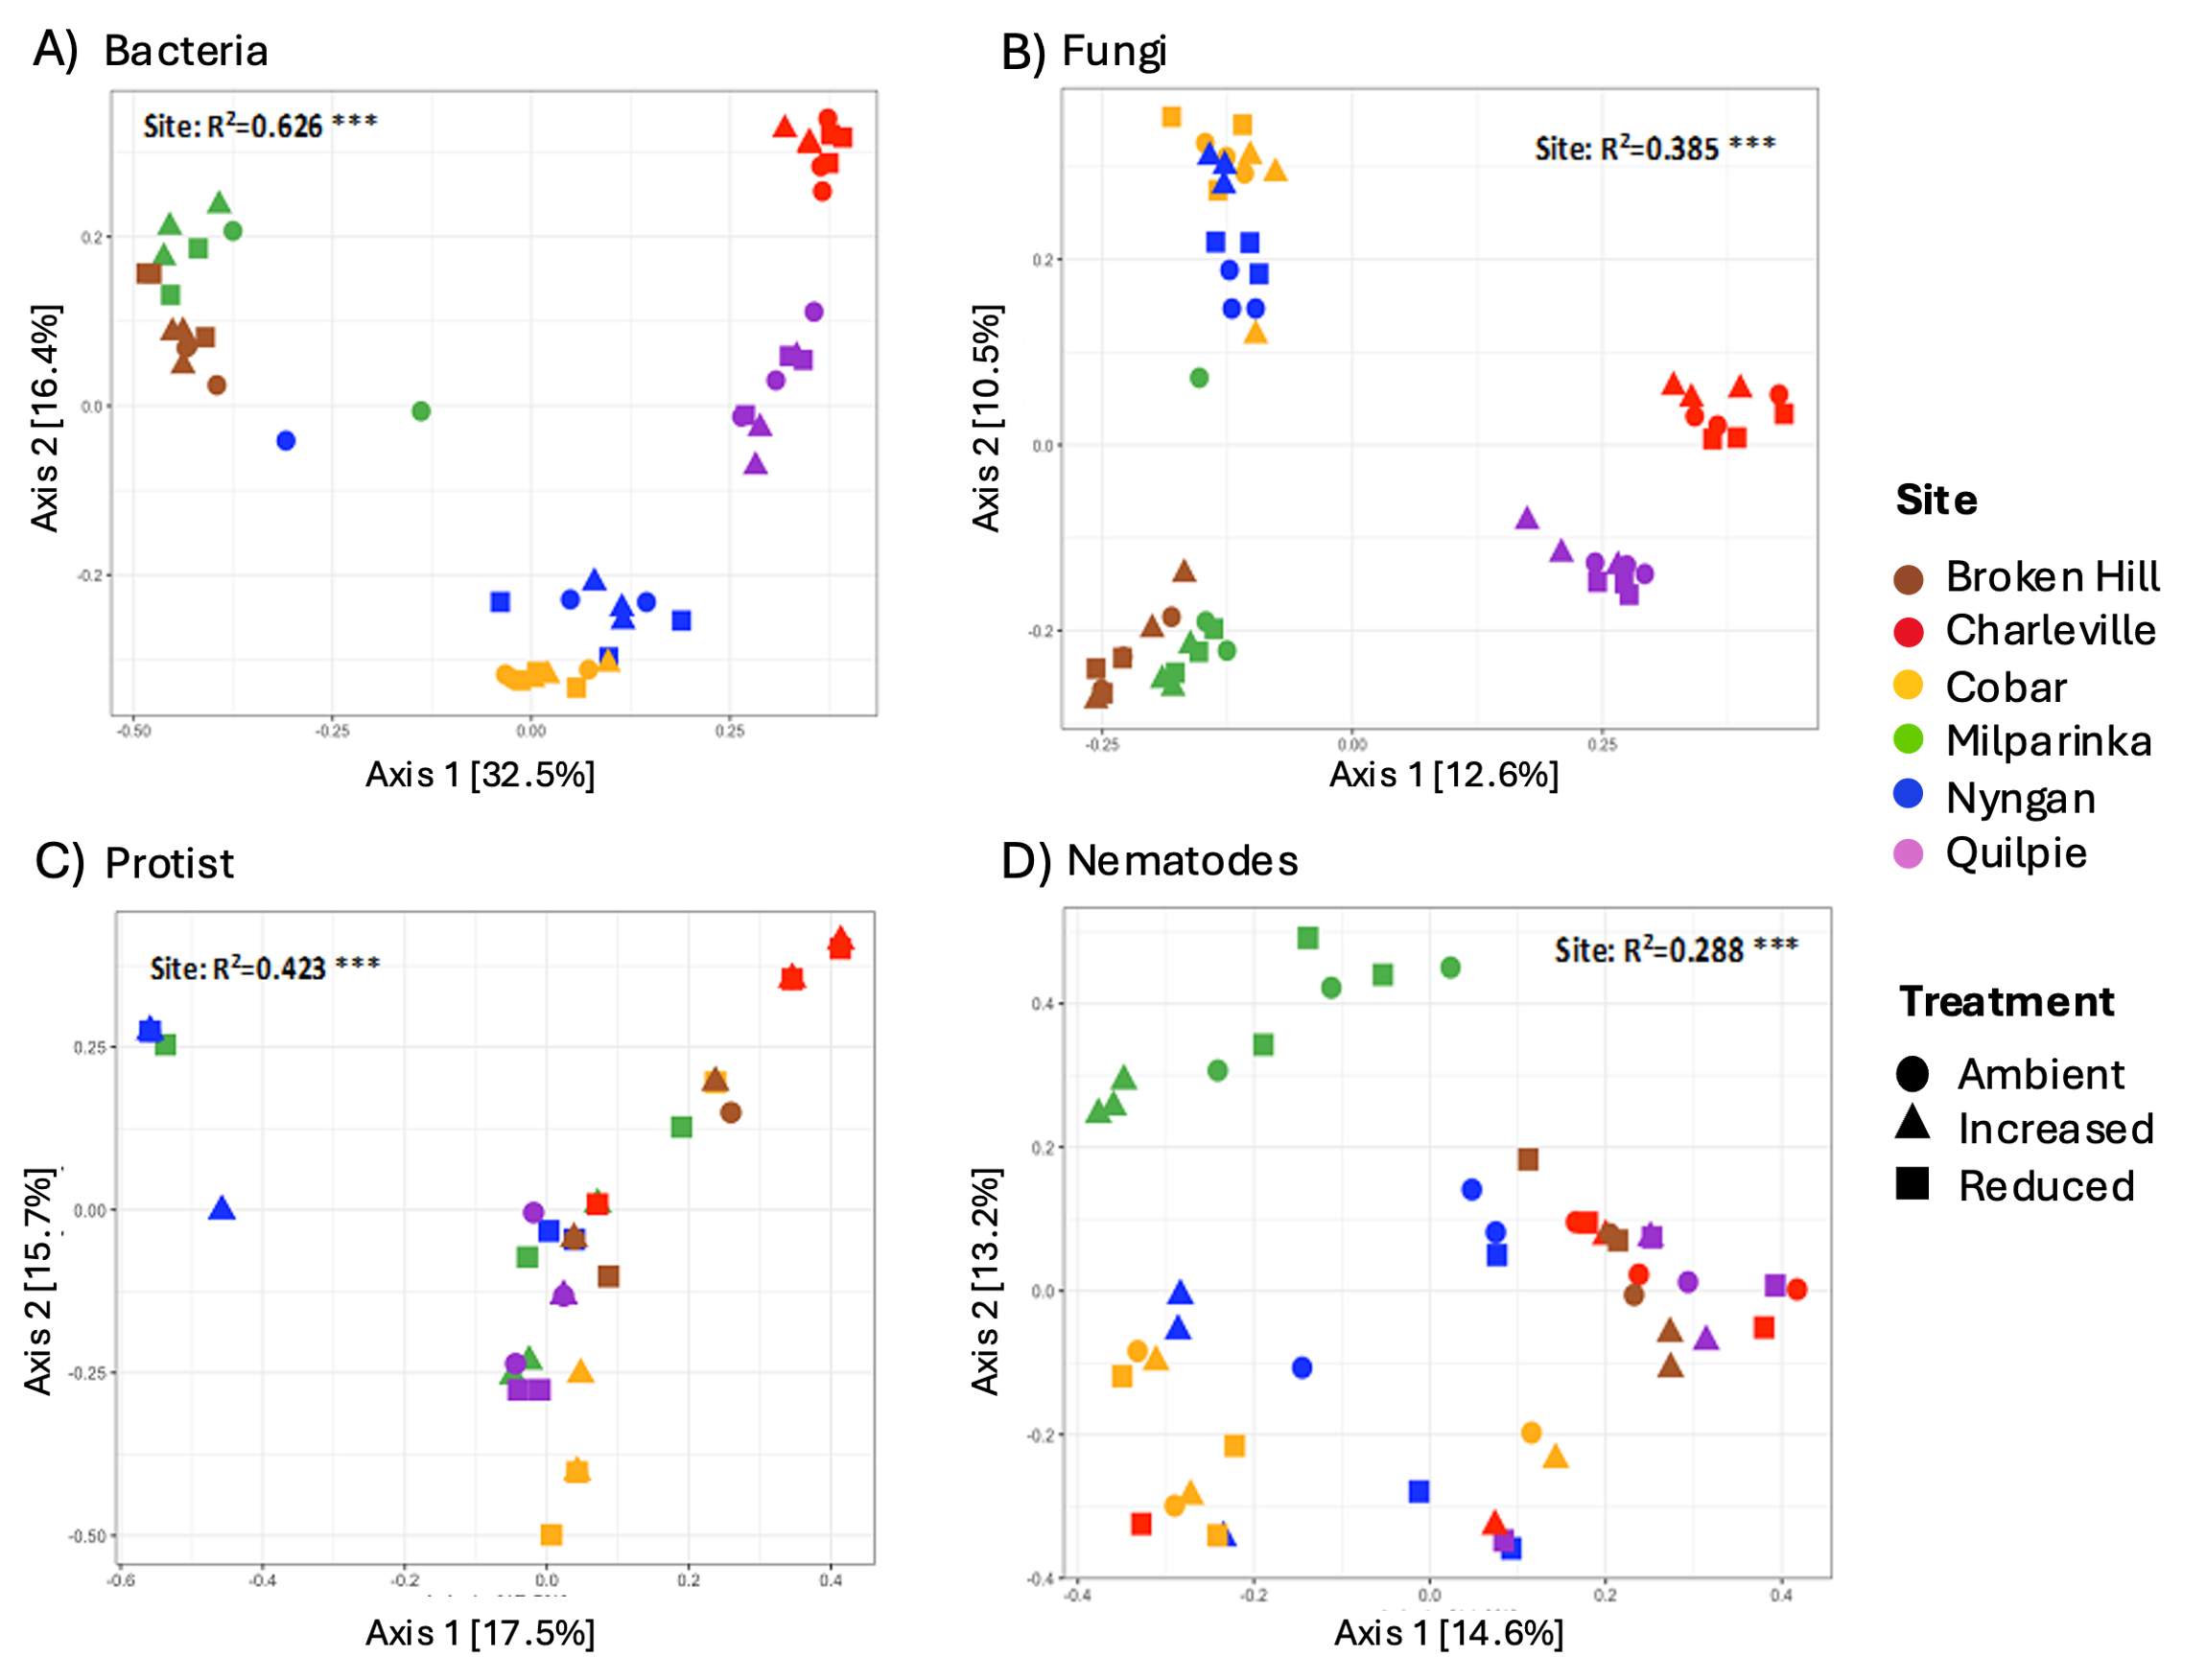 A) Bacteria
Site: R²=0.626 ***
0.2
0.0
-0.2
-0.50 -0.25 0.00 0.25
Axis 2 [16.4%]
Axis 1 [32.5%]
B) Fungi
Site: R²=0.385 ***
0.2
0.0
-0.2
-0.25 0.00 0.25
Axis 2 [10.5%]
Axis 1 [12.6%]
C) Protist
Site: R²=0.423 ***
0.25
0.00
-0.25
-0.50
-0.6 -0.4 -0.2 0.0 0.2 0.4
Axis 2 [15.7%]
Axis 1 [17.5%]
D) Nematodes
Site: R²=0.288 ***
0.4
0.2
0.0
-0.2
-0.4
-0.4 -0.2 0.0 0.2 0.4
Axis 2 [13.2%]
Axis 1 [14.6%]
Site
Broken Hill
Charleville
Cobar
Milparinka
Nyngan
Quilpie
Treatment
Ambient
Increased
Reduced